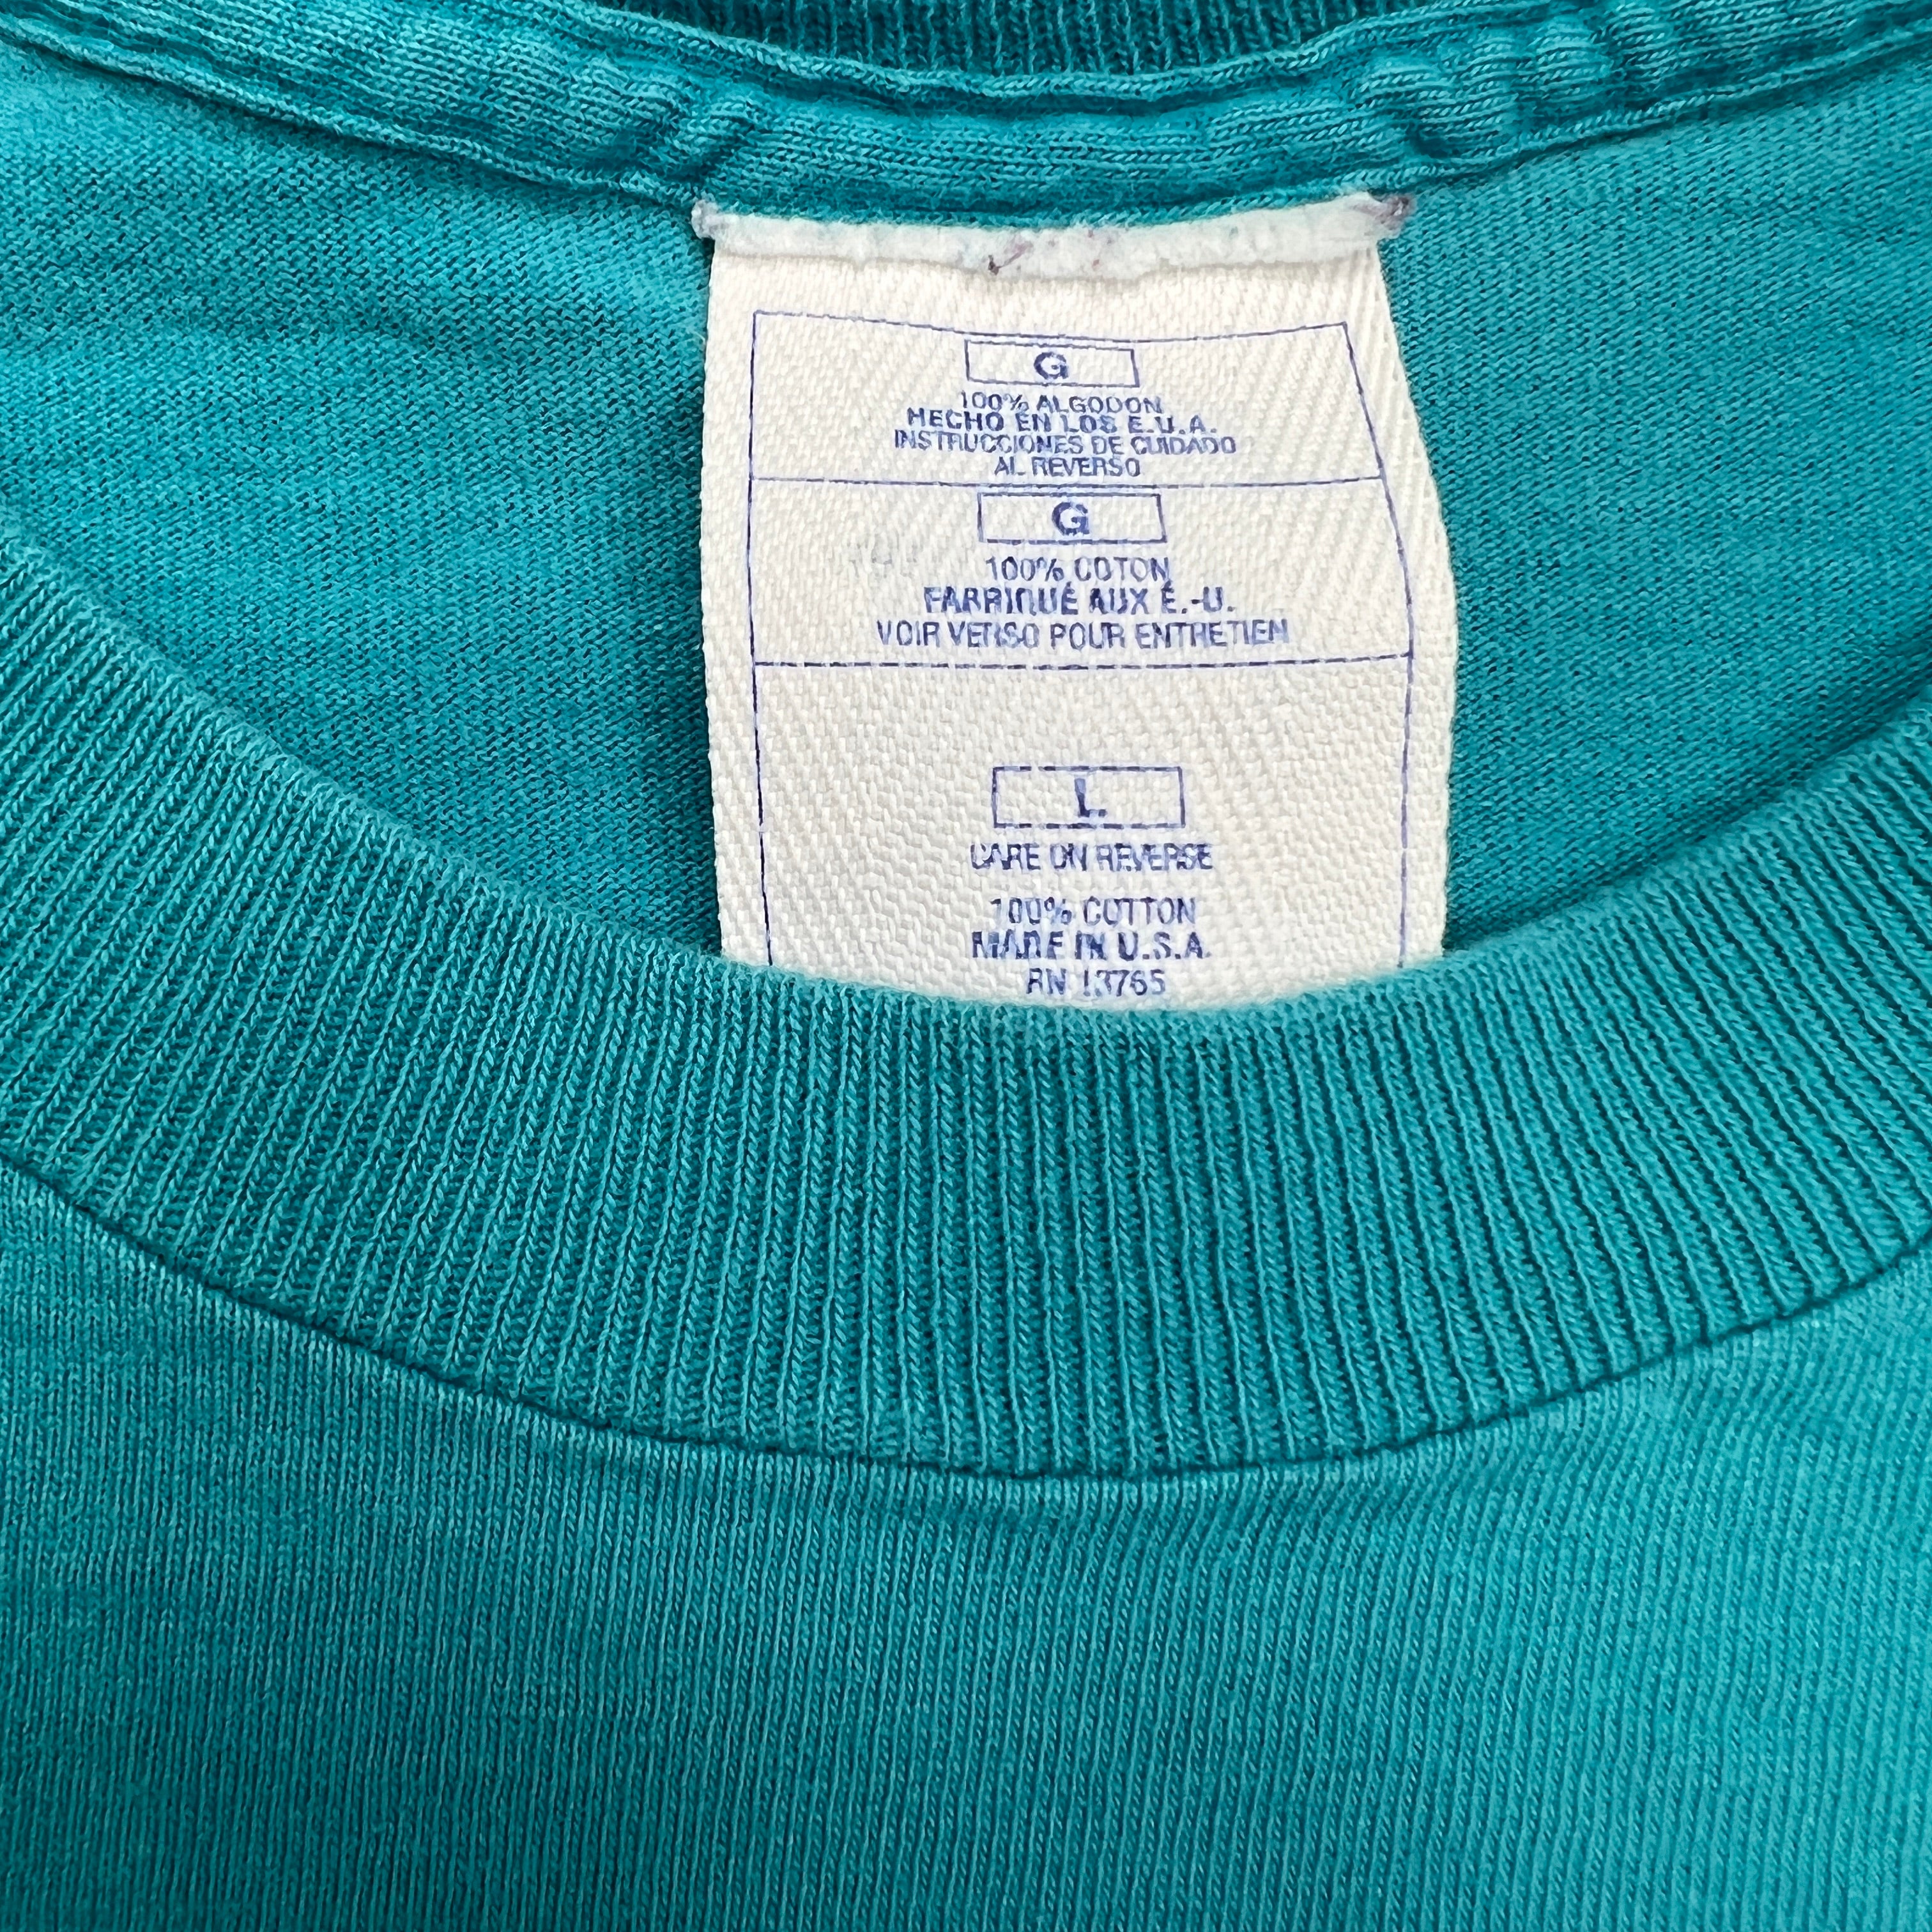 G
100% ALGODON
HECHO EN LOS E.U.A.
INSTRUCCIONES DE CUIDADO
AL REVERSO
G
100% COTON
FABRIQUÉ AUX É.-U.
VOIR VERSO POUR ENTRETIEN
L
CARE ON REVERSE
100% COTTON
MADE IN U.S.A.
RN 13765